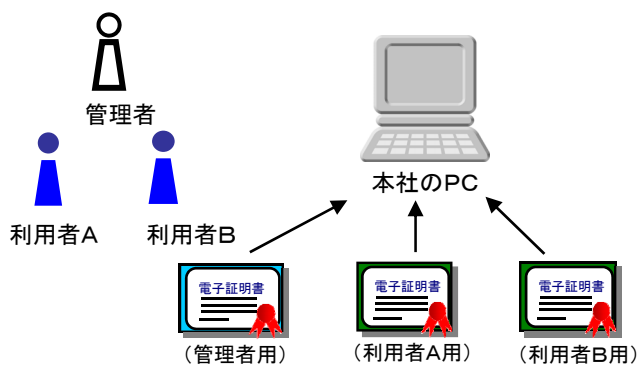 管理者
利用者A
利用者B
本社のPC
電子証明書
電子証明書
電子証明書
（管理者用）
（利用者A用）
（利用者B用）